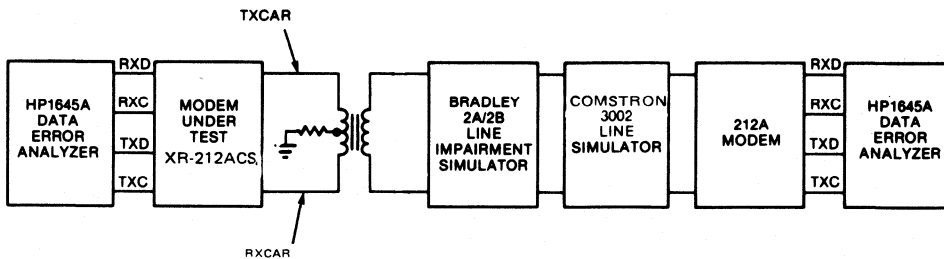 TXCAR
HP1645A
DATA
ERROR
ANALYZER
RXD
RXC
TXD
TXC
MODEM
UNDER
TEST
XR-212ACS.
RXCAR
BRADLEY
2A/2B
LINE
IMPAIRMENT
SIMULATOR
COMSTRON
3002
LINE
SIMULATOR
212A
MODEM
RXD
RXC
TXD
TXC
HP1645A
DATA
ERROR
ANALYZER